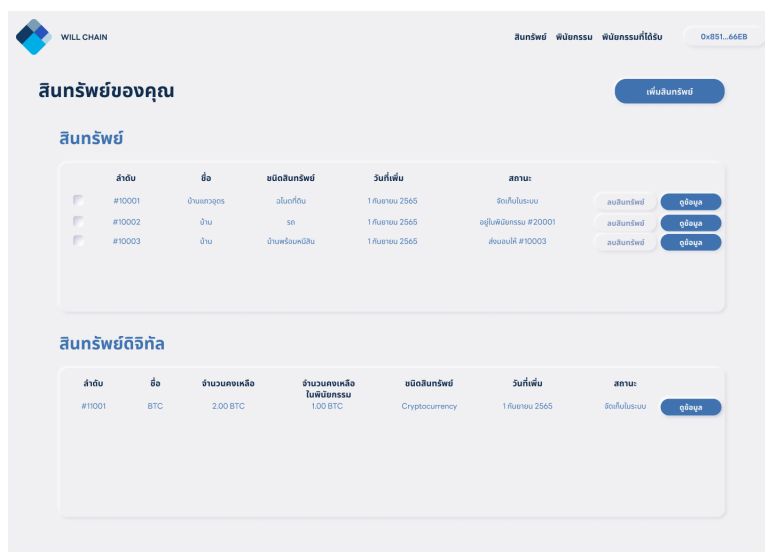 WILL CHAIN
สินทรัพย์ พินัยกรรม พินัยกรรมที่ได้รับ 0x851...66EB
สินทรัพย์ของคุณ เพิ่มสินทรัพย์
สินทรัพย์
ลำดับ ชื่อ ชนิดสินทรัพย์ วันที่เพิ่ม สถานะ
#10001 บ้านแถวอุดร อโฉดที่ดิน 1 กันยายน 2565 จัดเก็บในระบบ ลบสินทรัพย์ ดูข้อมูล
#10002 บ้าน รถ 1 กันยายน 2565 อยู่ในพินัยกรรม #20001 ลบสินทรัพย์ ดูข้อมูล
#10003 บ้าน บ้านพร้อมหนีสิน 1 กันยายน 2565 ส่งมอบให้ #10003 ลบสินทรัพย์ ดูข้อมูล
สินทรัพย์ดิจิทัล
ลำดับ ชื่อ จำนวนคงเหลือ จำนวนคงเหลือ ชนิดสินทรัพย์ วันที่เพิ่ม สถานะ
ในพินัยกรรม
#11001 BTC 2.00 BTC 1.00 BTC Cryptocurrency 1 กันยายน 2565 จัดเก็บในระบบ ดูข้อมูล